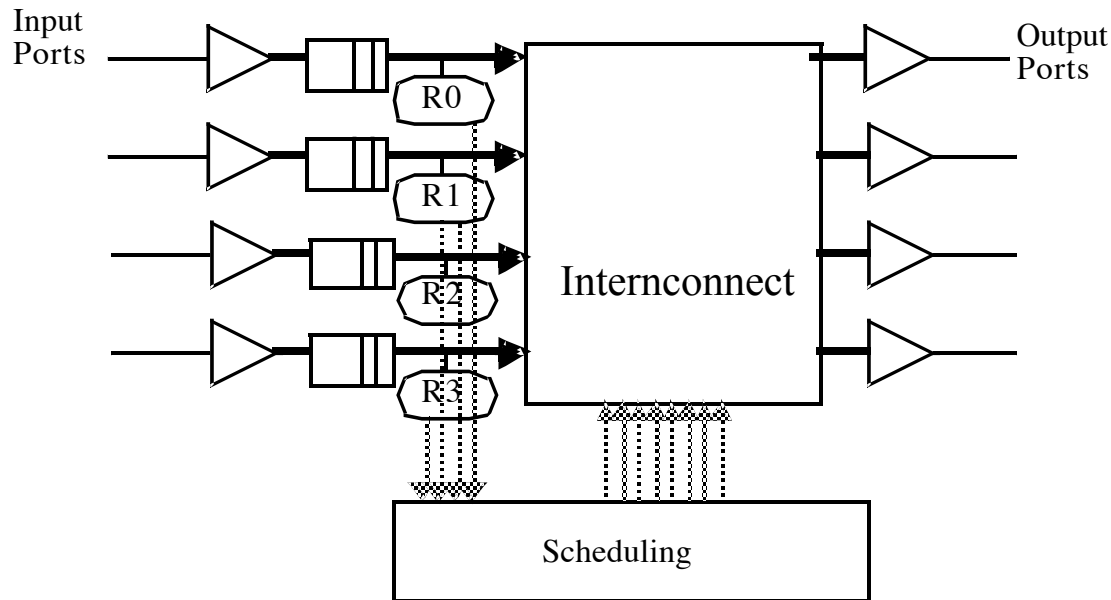 Input
Ports
Output
Ports
R0
R1
R2
R3
Internconnect
Scheduling